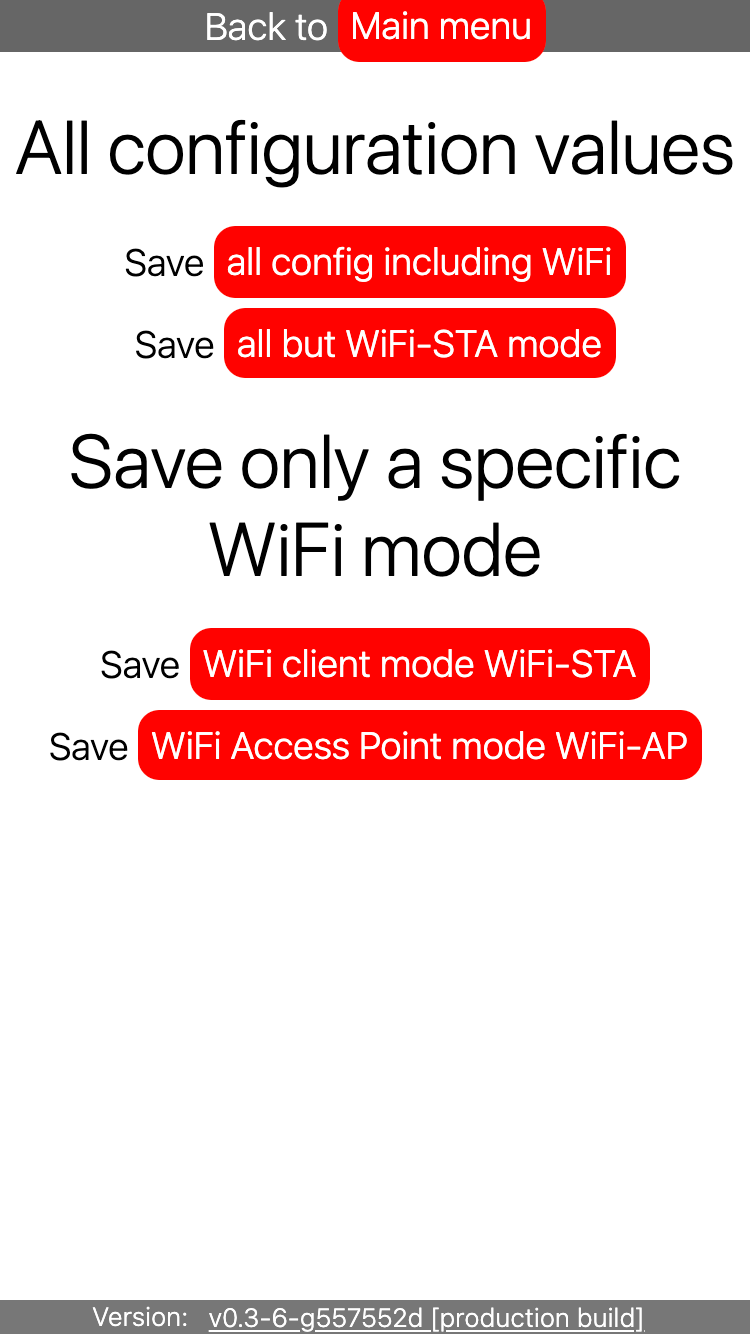 Back to Main menu
All configuration values
Save all config including WiFi
Save all but WiFi-STA mode
Save only a specific
WiFi mode
Save WiFi client mode WiFi-STA
Save WiFi Access Point mode WiFi-AP
Version: v0.3-6-g557552d [production build]